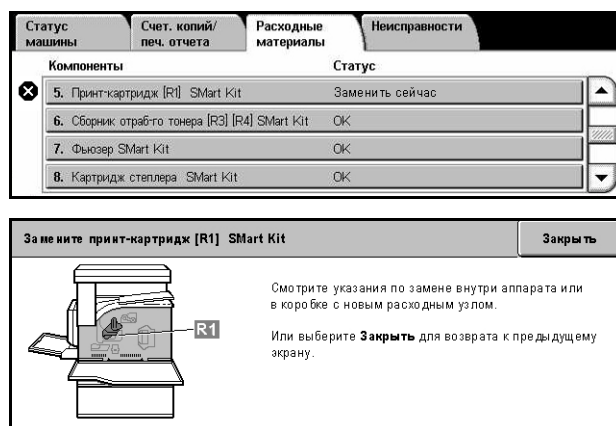 Статус машины
Счет. копий/ печ. отчета
Расходные материалы
Неисправности
Компоненты Статус
5. Принт-картридж [R1] SMart Kit Заменить сейчас
6. Сборник отраб-го тонера [R3] [R4] SMart Kit OK
7. Фьюзер SMart Kit OK
8. Картридж степлера SMart Kit OK
Замените принт-картридж [R1] SMart Kit Закрыть
Смотрите указания по замене внутри аппарата или
в коробке с новым расходным узлом.
R1
Или выберите Закрыть для возврата к предыдущему
экрану.